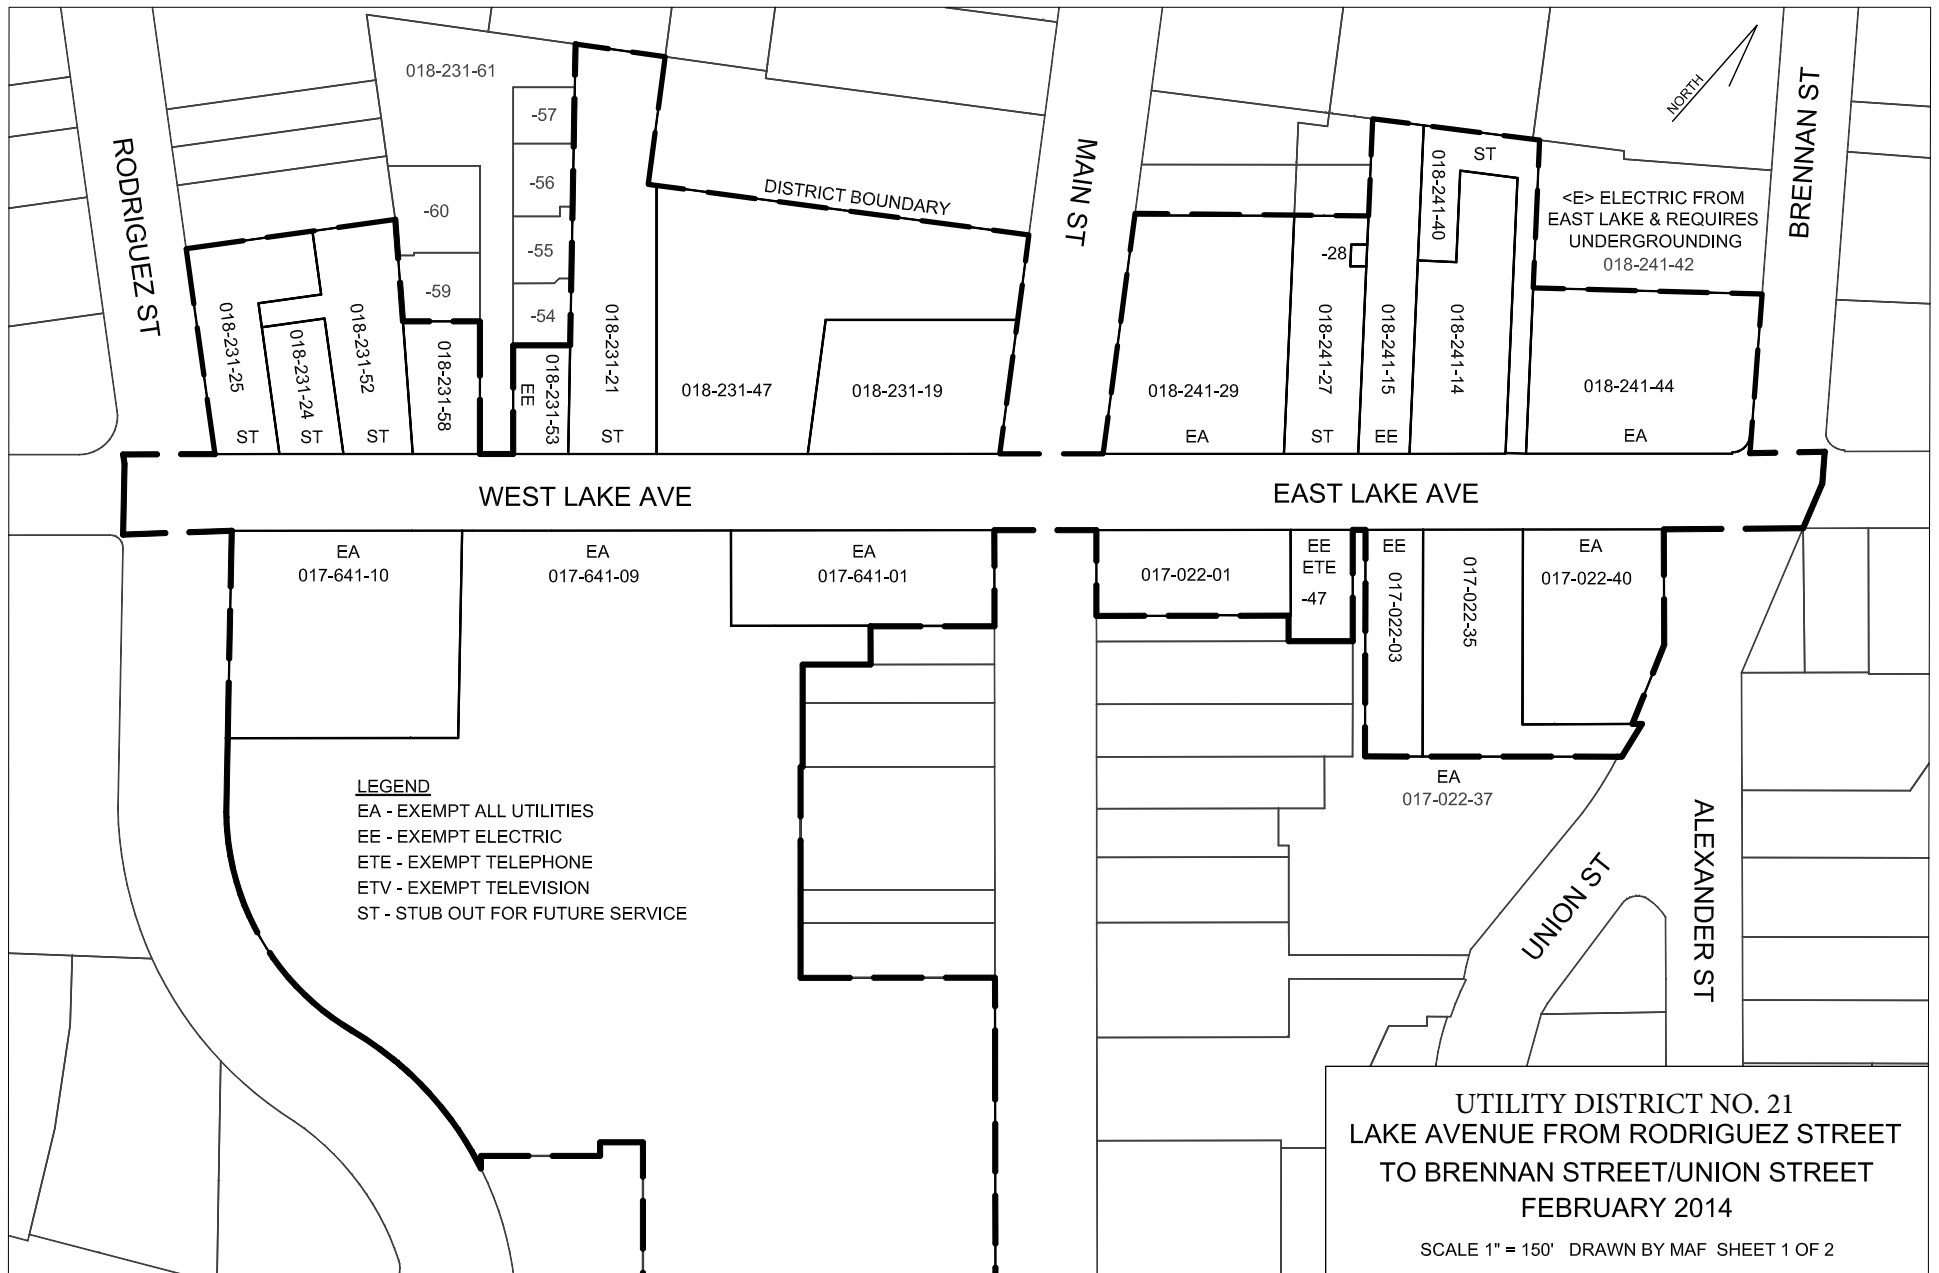 018-231-61
-57
-56
-55
-54
-60
-59
NORTH
BRENNAN ST
RODRIGUEZ ST
MAIN ST
DISTRICT BOUNDARY
ST
018-241-40
<E> ELECTRIC FROM
EAST LAKE & REQUIRES
UNDERGROUNDING
018-241-42
-28
018-231-25
ST
018-231-24
ST
018-231-52
ST
018-231-58
018-231-53
EE
018-231-21
ST
018-231-47
018-231-19
018-241-29
EA
018-241-27
ST
018-241-15
EE
018-241-14
018-241-44
EA
WEST LAKE AVE
EAST LAKE AVE
EA
017-641-10
EA
017-641-09
EA
017-641-01
017-022-01
EE
ETE
-47
EE
017-022-03
017-022-35
EA
017-022-40
EA
017-022-37
LEGEND
EA - EXEMPT ALL UTILITIES
EE - EXEMPT ELECTRIC
ETE - EXEMPT TELEPHONE
ETV - EXEMPT TELEVISION
ST - STUB OUT FOR FUTURE SERVICE
UNION ST
ALEXANDER ST
UTILITY DISTRICT NO. 21
LAKE AVENUE FROM RODRIGUEZ STREET
TO BRENNAN STREET/UNION STREET
FEBRUARY 2014
SCALE 1" = 150' DRAWN BY MAF SHEET 1 OF 2